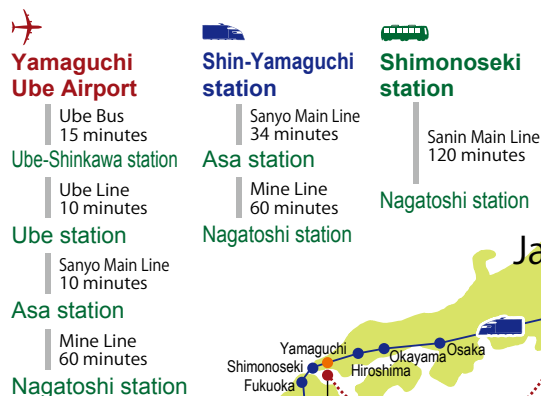 Yamaguchi
Ube Airport
Ube Bus
15 minutes
Ube-Shinkawa station
Ube Line
10 minutes
Ube station
Sanyo Main Line
10 minutes
Asa station
Mine Line
60 minutes
Nagatoshi station
Shin-Yamaguchi
station
Sanyo Main Line
34 minutes
Asa station
Mine Line
60 minutes
Nagatoshi station
Shimonoseki
station
Sanin Main Line
120 minutes
Nagatoshi station
Ja
Yamaguchi
Shimonoseki
Fukuoka
Hiroshima
Okayama
Osaka